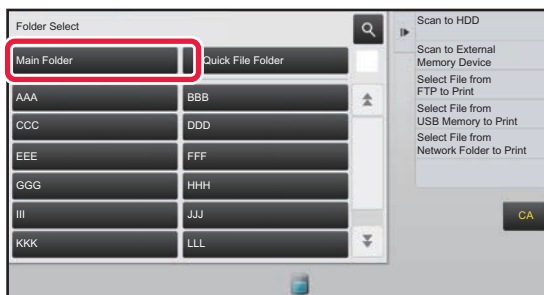 Folder Select
Main Folder
Quick File Folder
AAA
BBB
CCC
DDD
EEE
FFF
GGG
HHH
III
JJJ
KKK
LLL
Scan to HDD
Scan to External
Memory Device
Select File from
FTP to Print
Select File from
USB Memory to Print
Select File from
Network Folder to Print
CA